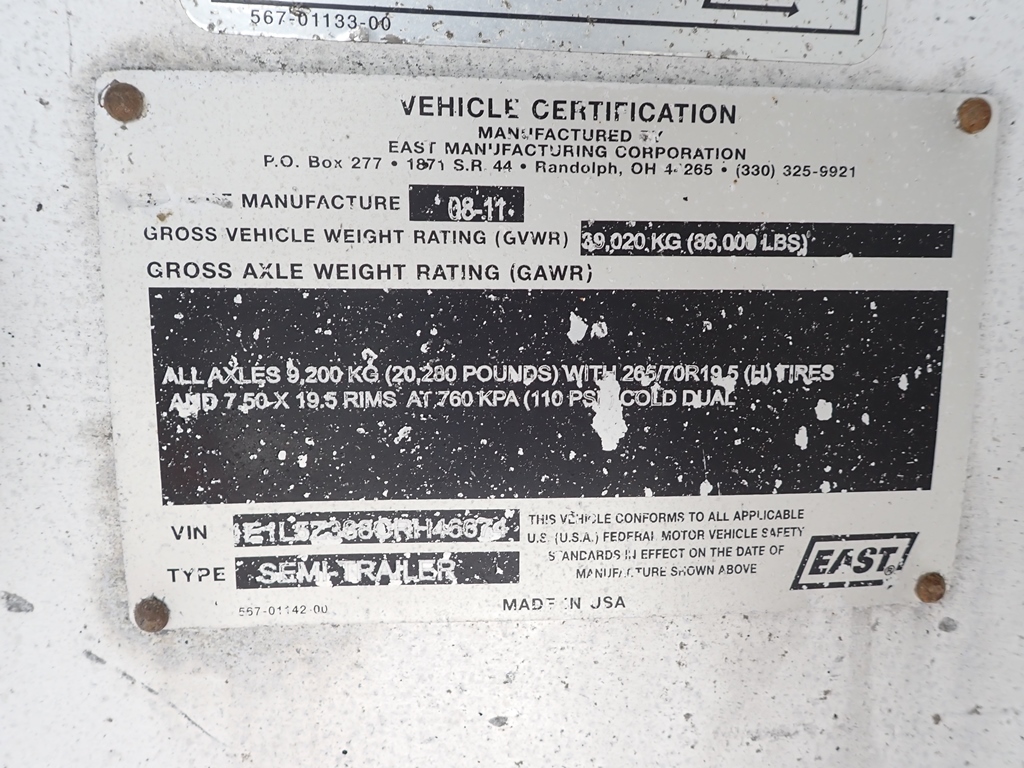 567-01133-00
VEHICLE CERTIFICATION
MANUFACTURED BY
EAST MANUFACTURING CORPORATION
P.O. Box 277 • 1871 S.R. 44 • Randolph, OH 44265 • (330) 325-9921
MANUFACTURE 08-11
GROSS VEHICLE WEIGHT RATING (GVWR) 39,020 KG (86,000 LBS)
GROSS AXLE WEIGHT RATING (GAWR)
ALL AXLES 9,200 KG (20,280 POUNDS) WITH 265/70R19.5 (H) TIRES
AND 7.50 X 19.5 RIMS AT 760 KPA (110 PSI) COLD DUAL
VIN
TYPE SEMI-TRAILER
THIS VEHICLE CONFORMS TO ALL APPLICABLE
U.S. (U.S.A.) FEDERAL MOTOR VEHICLE SAFETY
STANDARDS IN EFFECT ON THE DATE OF
MANUFACTURE SHOWN ABOVE
EAST®
567-01142-00
MADE IN USA